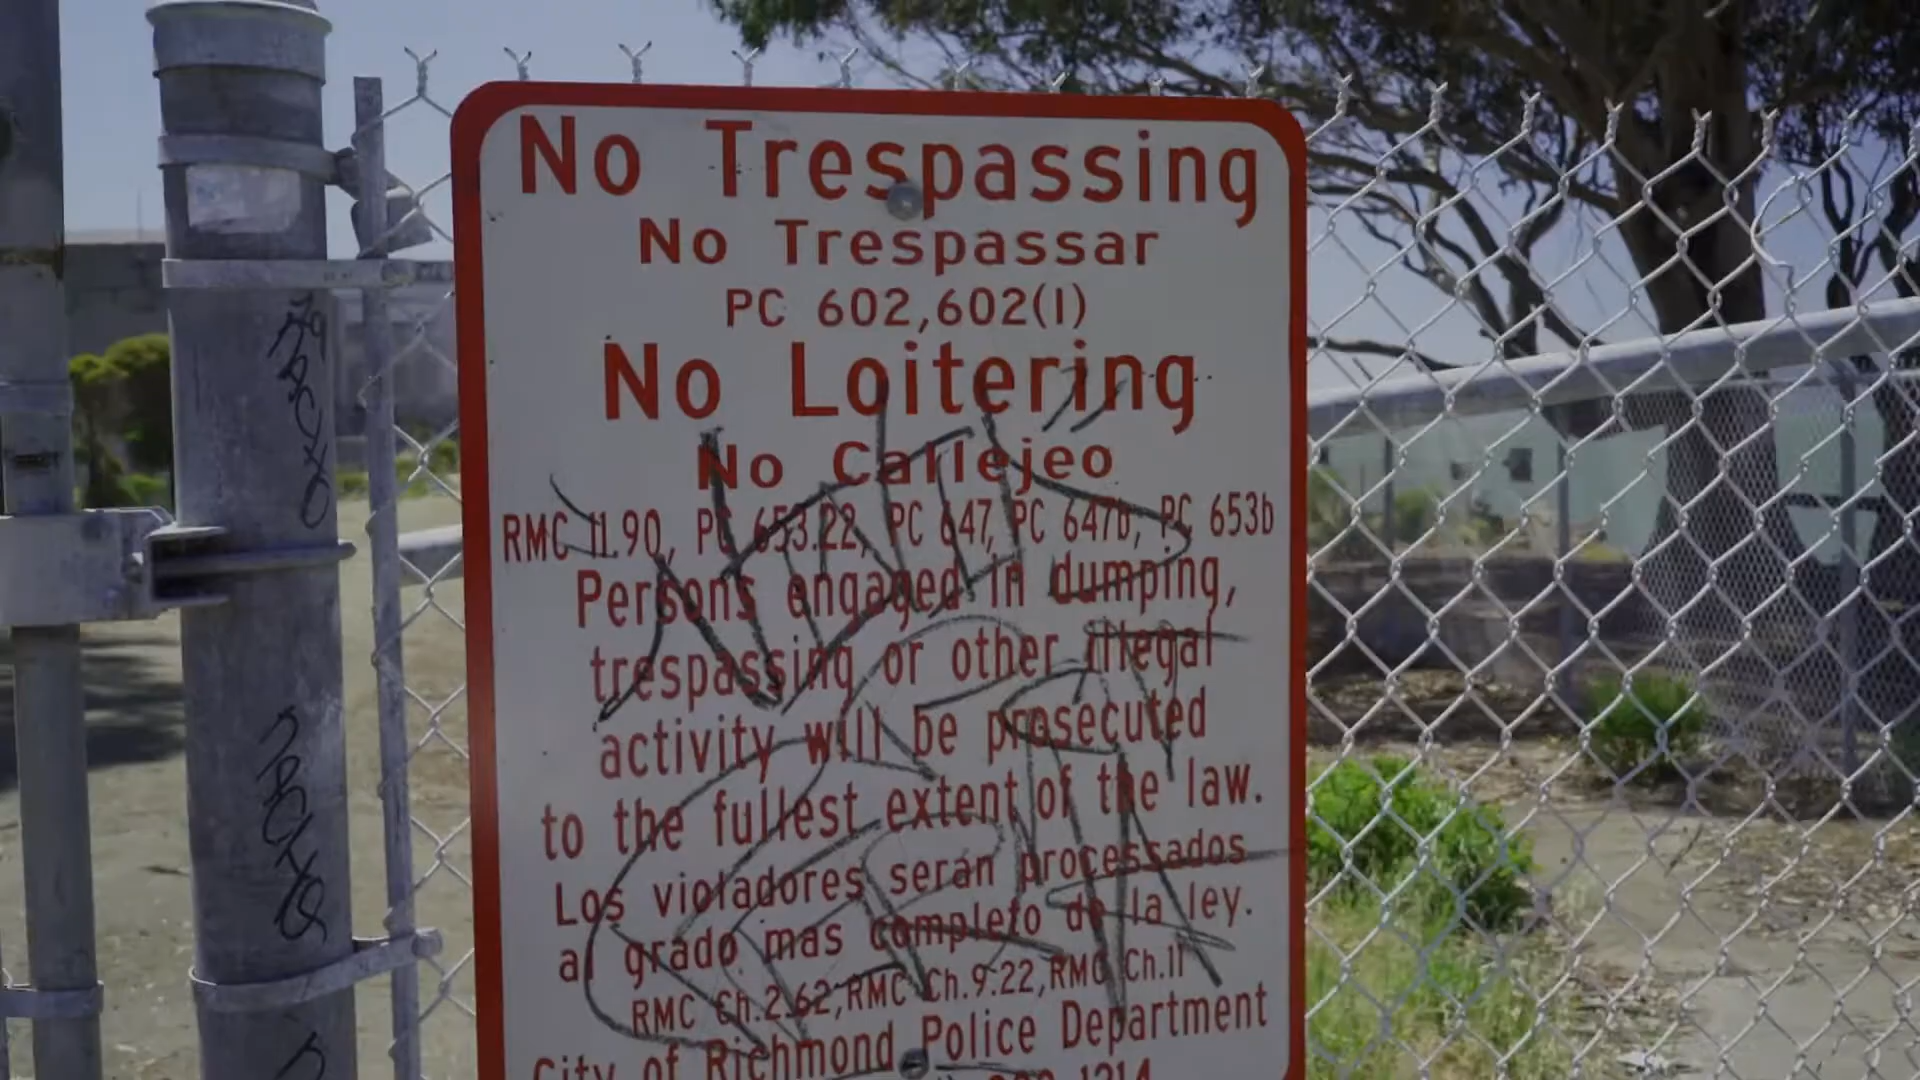 No Trespassing
No Trespassar
PC 602,602(l)
No Loitering
No Callejeo
RMC 11.90, PC 653.22, PC 647, PC 647b, PC 653b
Persons engaged in dumping,
trespassing or other illegal
activity will be prosecuted
to the fullest extent of the law.
Los violadores seran processados
al grado mas completo de la ley.
RMC Ch.2.62,RMC Ch.9.22,RMC Ch.11
City of Richmond Police Department
1214